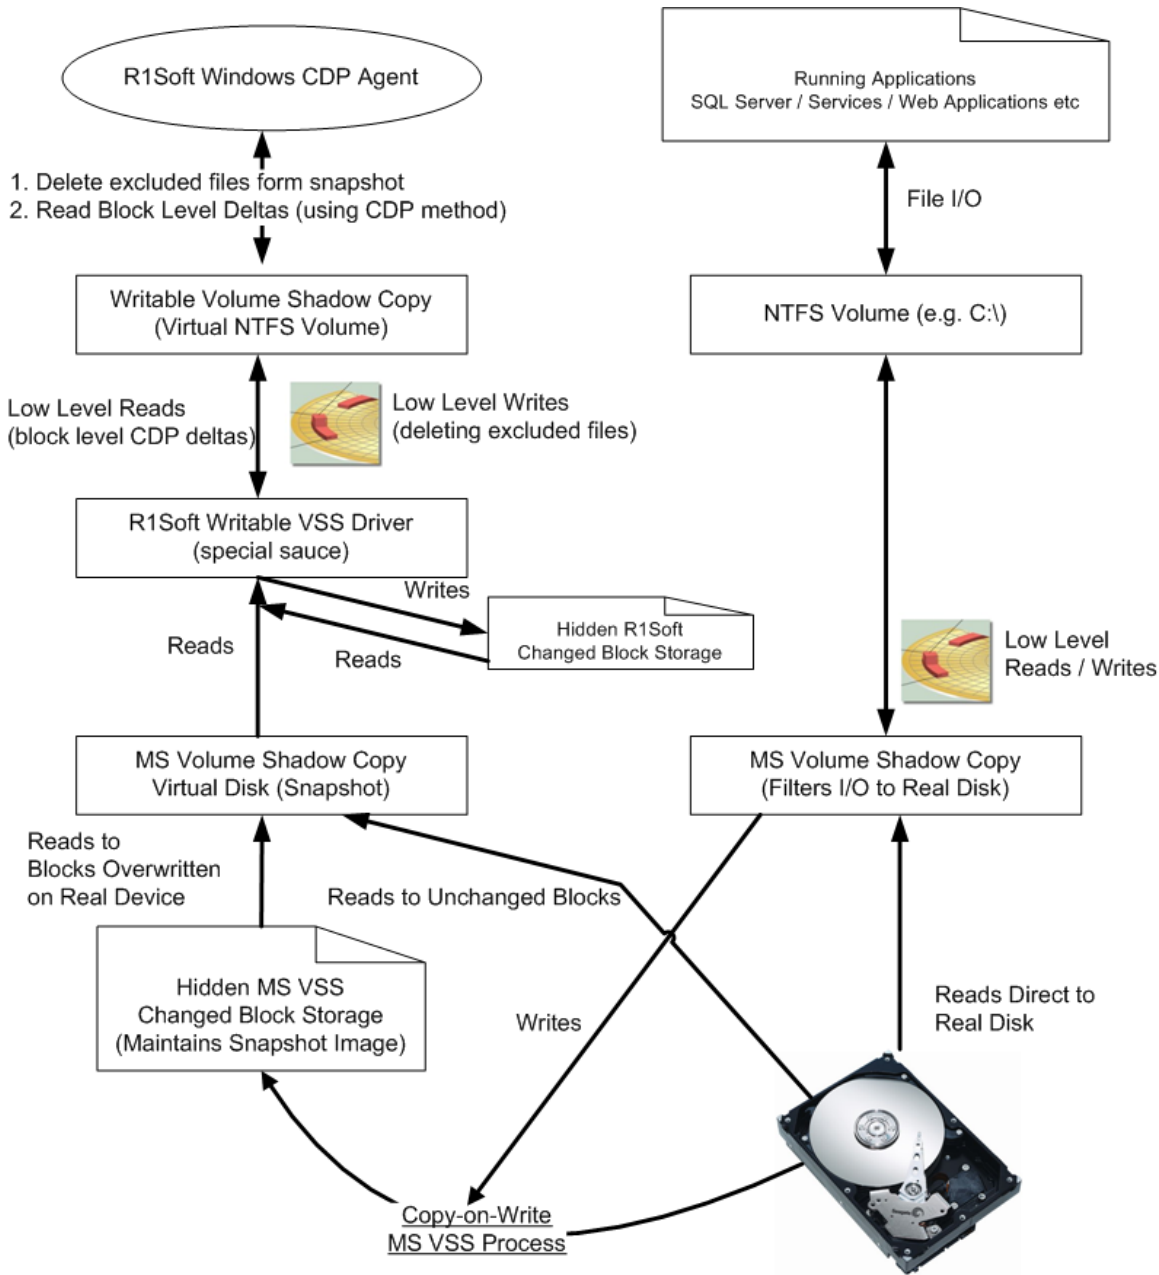 R1Soft Windows CDP Agent
Running Applications
SQL Server / Services / Web Applications etc
1. Delete excluded files form snapshot
2. Read Block Level Deltas (using CDP method)
File I/O
Writable Volume Shadow Copy
(Virtual NTFS Volume)
NTFS Volume (e.g. C:\)
Low Level Reads
(block level CDP deltas)
Low Level Writes
(deleting excluded files)
R1Soft Writable VSS Driver
(special sauce)
Writes
Reads
Reads
Hidden R1Soft
Changed Block Storage
Low Level
Reads / Writes
MS Volume Shadow Copy
Virtual Disk (Snapshot)
MS Volume Shadow Copy
(Filters I/O to Real Disk)
Reads to
Blocks Overwritten
on Real Device
Reads to Unchanged Blocks
Hidden MS VSS
Changed Block Storage
(Maintains Snapshot Image)
Writes
Reads Direct to
Real Disk
Copy-on-Write
MS VSS Process
Seagate